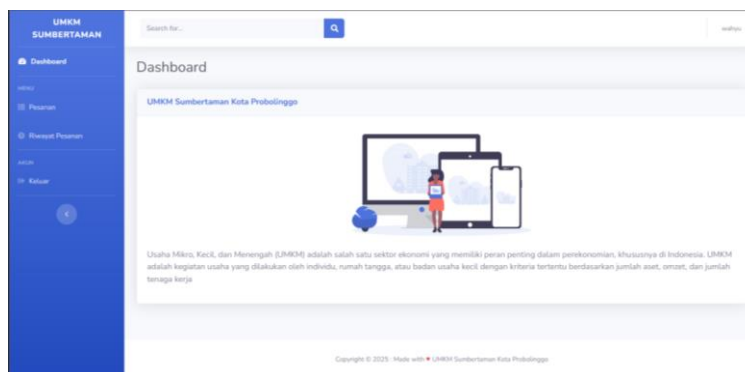 UMKM
SUMBERTAMAN
Search for...
wahyu
Dashboard
Dashboard
MENU
UMKM Sumbertaman Kota Probolinggo
Pesanan
Riwayat Pesanan
AKUN
Keluar
Usaha Mikro, Kecil, dan Menengah (UMKM) adalah salah satu sektor ekonomi yang memiliki peran penting dalam perekonomian, khususnya di Indonesia. UMKM
adalah kegiatan usaha yang dilakukan oleh individu, rumah tangga, atau badan usaha kecil dengan kriteria tertentu berdasarkan jumlah aset, omzet, dan jumlah
tenaga kerja
Copyright © 2025 : Made with ♥ UMKM Sumbertaman Kota Probolinggo